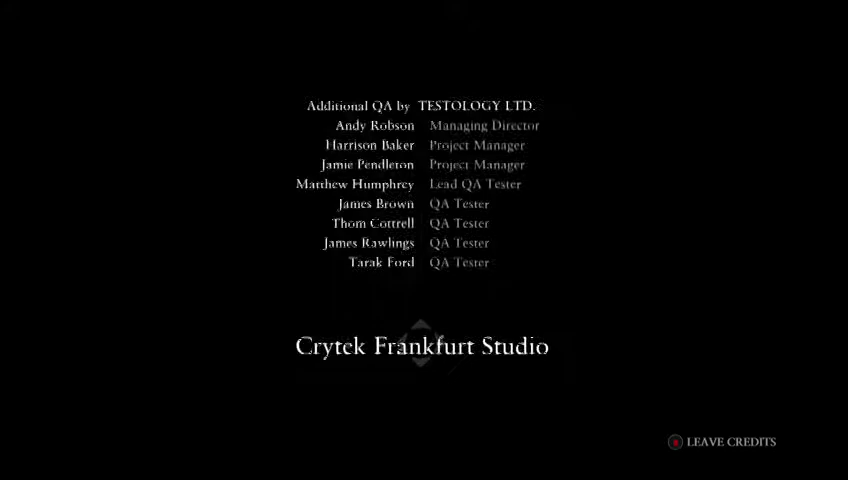 Additional QA by TESTOLOGY LTD.
Andy Robson Managing Director
Harrison Baker Project Manager
Jamie Pendleton Project Manager
Matthew Humphrey Lead QA Tester
James Brown QA Tester
Thom Cottrell QA Tester
James Rawlings QA Tester
Tarak Ford QA Tester
Crytek Frankfurt Studio
LEAVE CREDITS